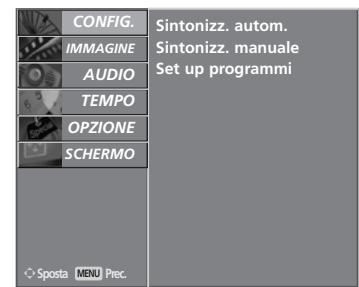 CONFIG.
IMMAGINE
AUDIO
TEMPO
OPZIONE
SCHERMO
Sintonizz. autom.
Sintonizz. manuale
Set up programmi
Sposta MENU Prec.